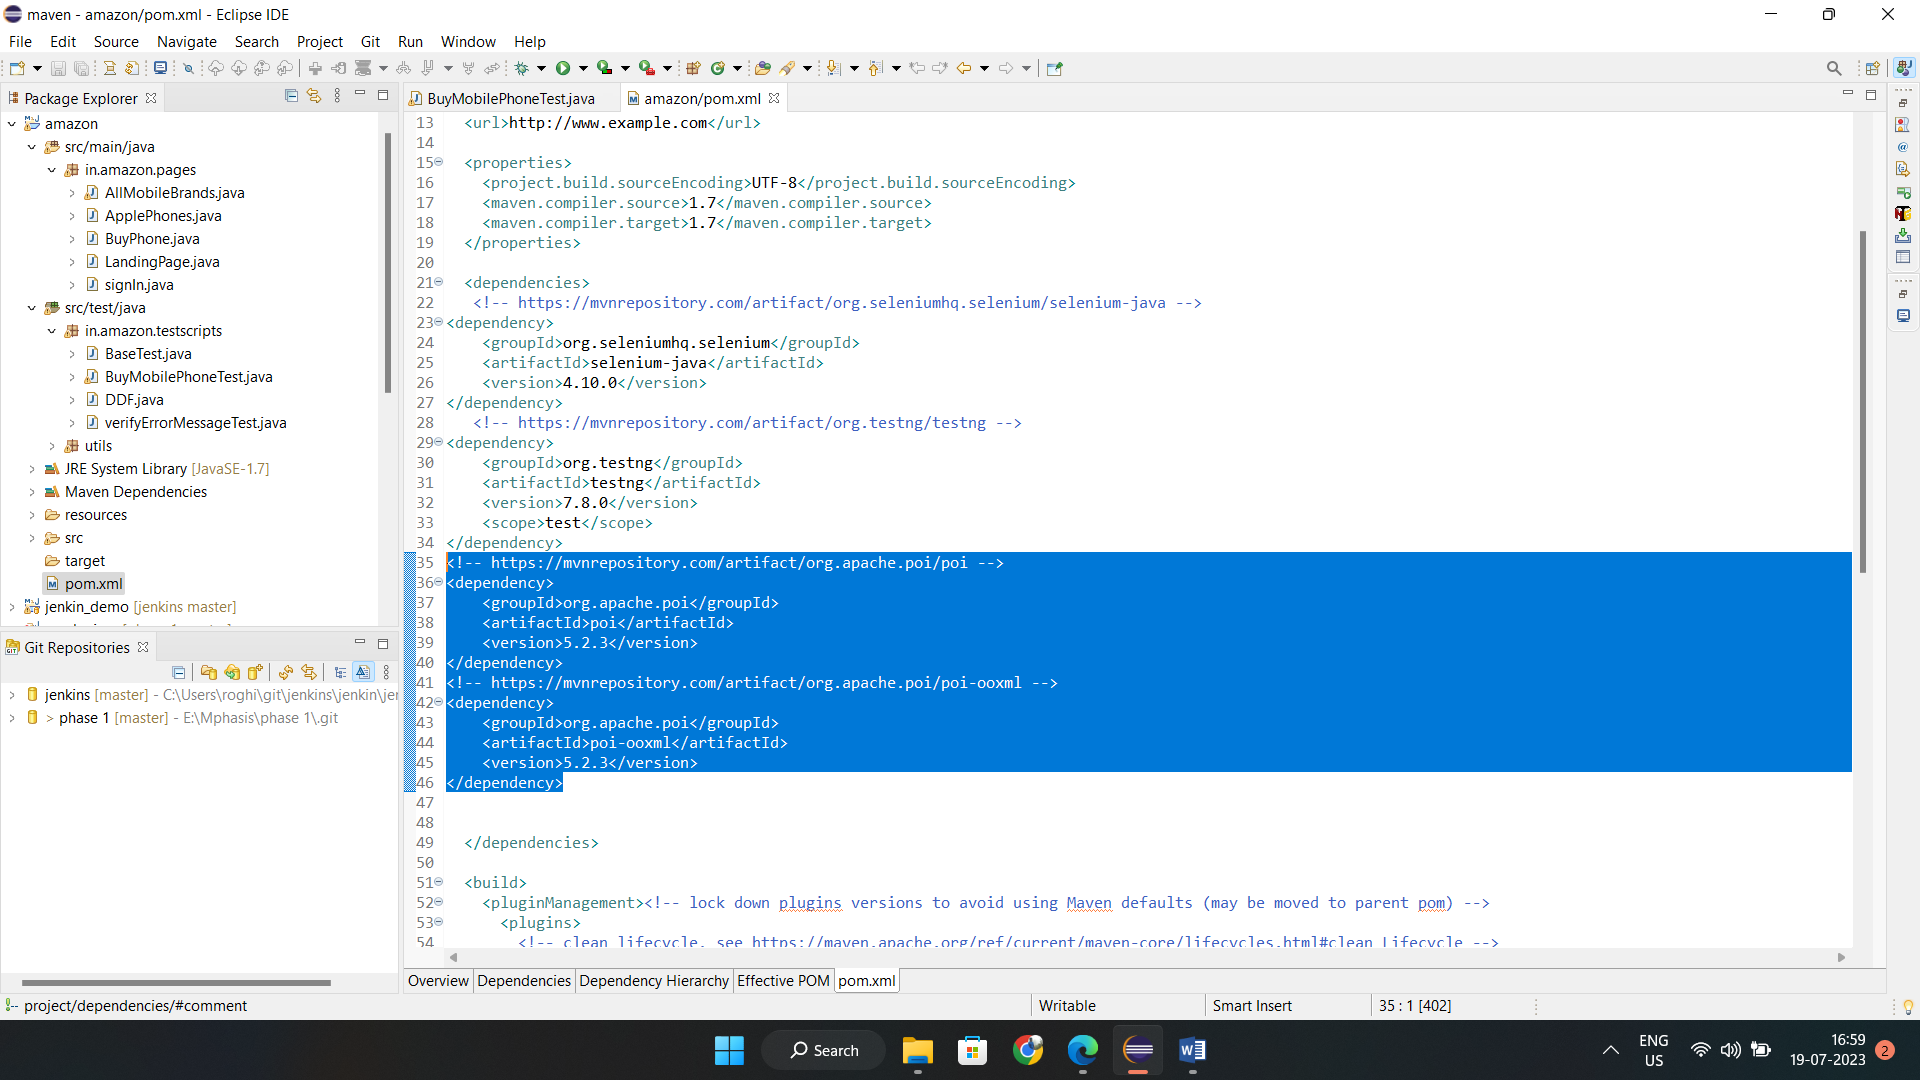 maven - amazon/pom.xml - Eclipse IDE
File Edit Source Navigate Search Project Git Run Window Help
Package Explorer
amazon
src/main/java
in.amazon.pages
AllMobileBrands.java
ApplePhones.java
BuyPhone.java
LandingPage.java
signIn.java
src/test/java
in.amazon.testscripts
BaseTest.java
BuyMobilePhoneTest.java
DDF.java
verifyErrorMessageTest.java
utils
JRE System Library [JavaSE-1.7]
Maven Dependencies
resources
src
target
pom.xml
jenkin_demo [jenkins master]
Git Repositories
jenkins [master] - C:\Users\roghi\git\jenkins\jenkin\jer
> phase 1 [master] - E:\Mphasis\phase 1\.git
BuyMobilePhoneTest.java amazon/pom.xml
13 <url>http://www.example.com</url>
14
15 <properties>
16 <project.build.sourceEncoding>UTF-8</project.build.sourceEncoding>
17 <maven.compiler.source>1.7</maven.compiler.source>
18 <maven.compiler.target>1.7</maven.compiler.target>
19 </properties>
20
21 <dependencies>
22 <!-- https://mvnrepository.com/artifact/org.seleniumhq.selenium/selenium-java -->
23 <dependency>
24 <groupId>org.seleniumhq.selenium</groupId>
25 <artifactId>selenium-java</artifactId>
26 <version>4.10.0</version>
27 </dependency>
28 <!-- https://mvnrepository.com/artifact/org.testng/testng -->
29 <dependency>
30 <groupId>org.testng</groupId>
31 <artifactId>testng</artifactId>
32 <version>7.8.0</version>
33 <scope>test</scope>
34 </dependency>
35 <!-- https://mvnrepository.com/artifact/org.apache.poi/poi -->
36 <dependency>
37 <groupId>org.apache.poi</groupId>
38 <artifactId>poi</artifactId>
39 <version>5.2.3</version>
40 </dependency>
41 <!-- https://mvnrepository.com/artifact/org.apache.poi/poi-ooxml -->
42 <dependency>
43 <groupId>org.apache.poi</groupId>
44 <artifactId>poi-ooxml</artifactId>
45 <version>5.2.3</version>
46 </dependency>
47
48
49 </dependencies>
50
51 <build>
52 <pluginManagement><!-- lock down plugins versions to avoid using Maven defaults (may be moved to parent pom) -->
53 <plugins>
54 <!-- clean lifecycle, see https://maven.apache.org/ref/current/maven-core/lifecycles.html#clean_Lifecycle -->
Overview Dependencies Dependency Hierarchy Effective POM pom.xml
project/dependencies/#comment Writable Smart Insert 35 : 1 [402]
Search
ENG
US
16:59
19-07-2023
2